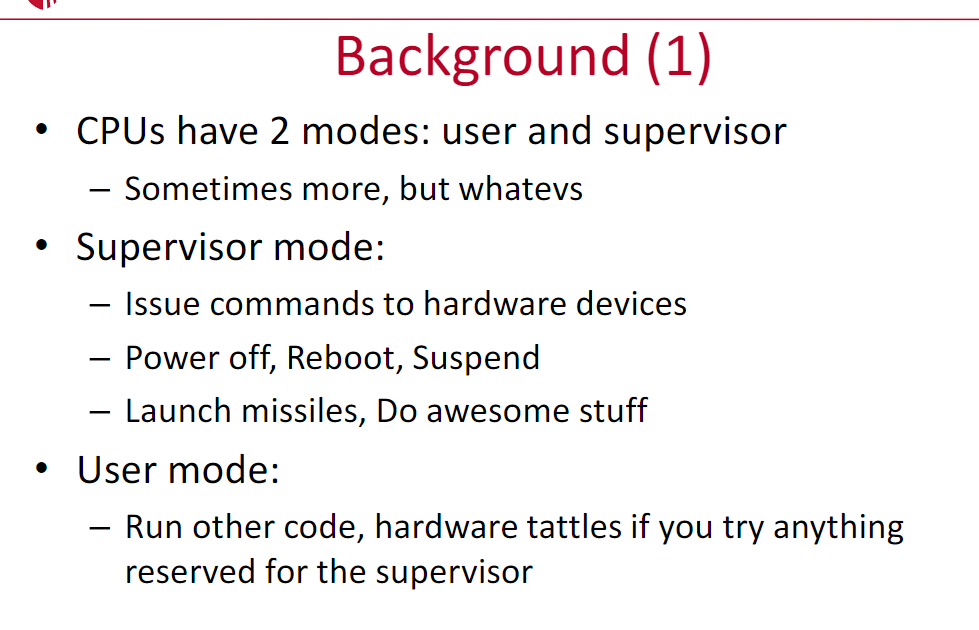 Background (1)
• CPUs have 2 modes: user and supervisor
– Sometimes more, but whatevs
• Supervisor mode:
– Issue commands to hardware devices
– Power off, Reboot, Suspend
– Launch missiles, Do awesome stuff
• User mode:
– Run other code, hardware tattles if you try anything
reserved for the supervisor